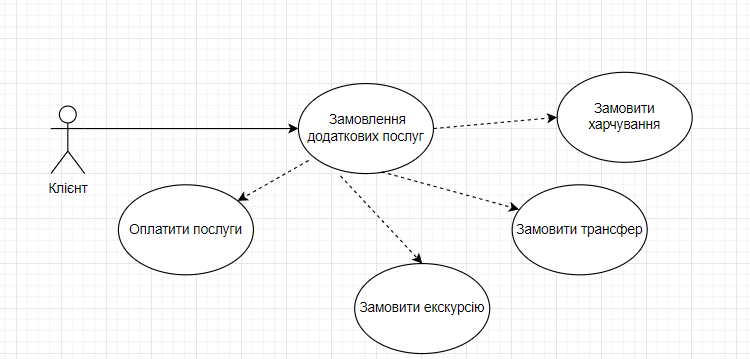 Замовлення
додаткових послуг
Замовити
харчування
Клієнт
Оплатити послуги
Замовити трансфер
Замовити екскурсію